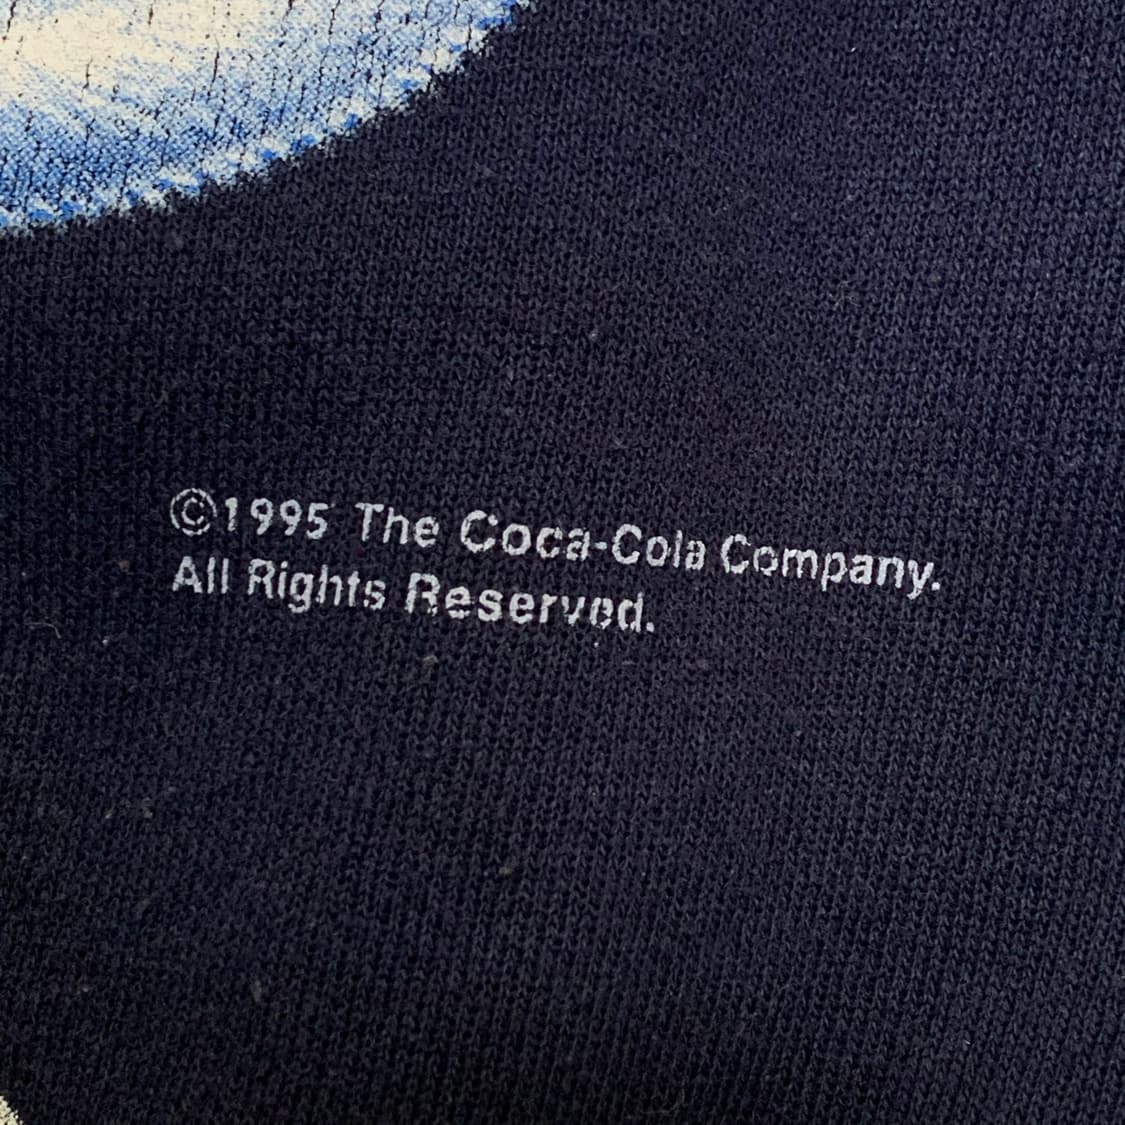 ©1995 The Coca-Cola Company.
All Rights Reserved.